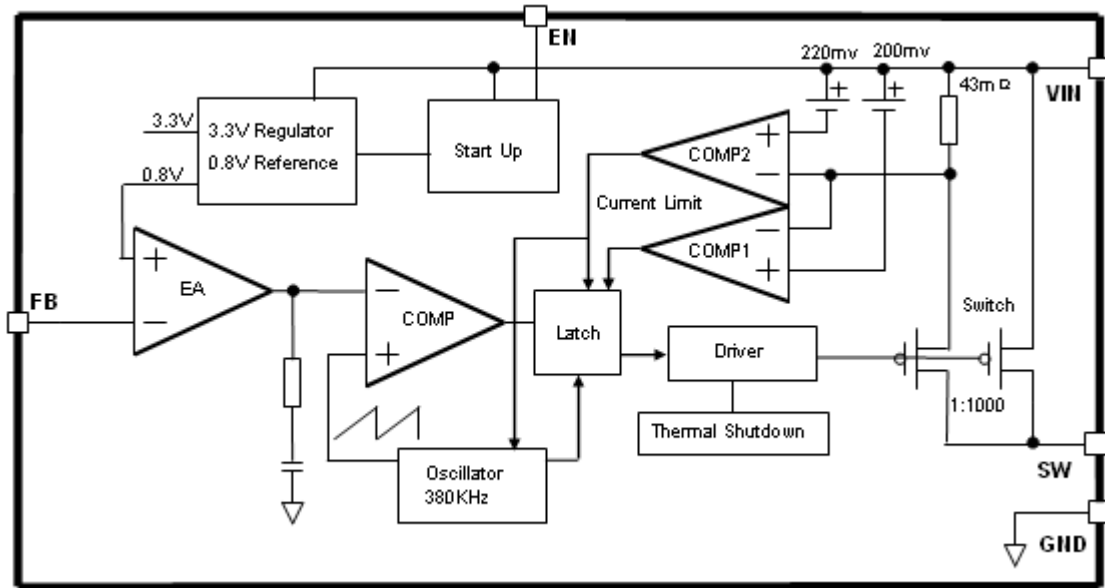 EN
220mv 200mv
43mΩ
VIN
3.3V
3.3V Regulator
0.8V Reference
Start Up
0.8V
+
+
+
COMP2
−
Current Limit
−
COMP1
+
+
EA
−
FB
−
COMP
+
Latch
Switch
Driver
1:1000
Thermal Shutdown
Oscillator
380KHz
SW
GND